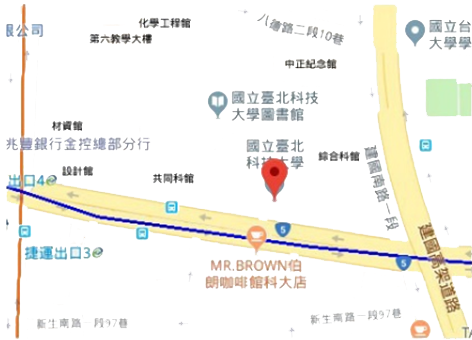 限公司
化學工程館
第六教學大樓
八德路二段10巷
國立台
大學學
中正紀念館
國立臺北科技
大學圖書館
材資館
兆豐銀行金控總部分行
國立臺北
科技大學
綜合科館
建國南路一段
設計館
共同科館
出口4
5
捷運出口3
MR.BROWN伯
朗咖啡館科大店
5
建國高架道路
新生南路一段97巷
新生南路一段97巷
TA